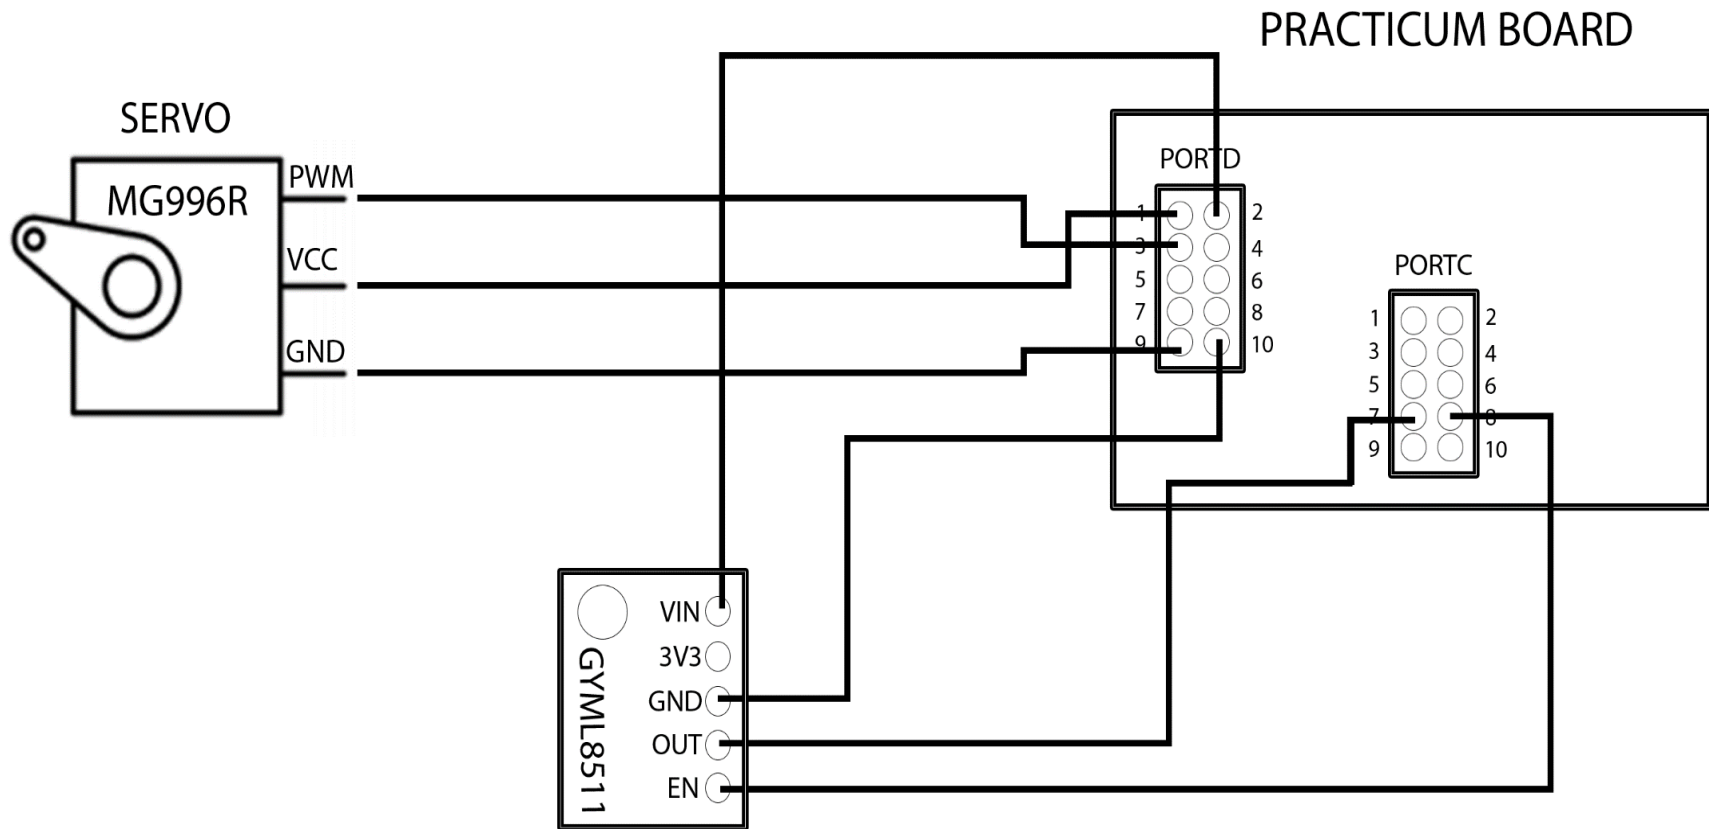 PRACTICUM BOARD
SERVO
MG996R
PWM
VCC
GND
PORTD
1 2
3 4
5 6
7 8
9 10
PORTC
1 2
3 4
5 6
7 8
9 10
GYML8511
VIN
3V3
GND
OUT
EN